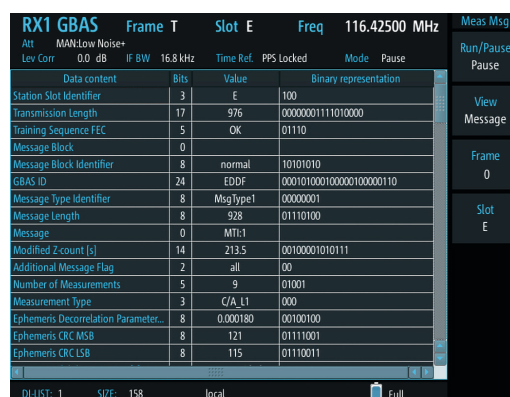 RX1 GBAS Frame T Slot E Freq 116.42500 MHz Meas Msg
Att MAN:Low Noise+
Lev Corr 0.0 dB IF BW 16.8 kHz Time Ref. PPS Locked Mode Pause
Run/Pause
Pause
View
Message
Frame
0
Slot
E
Data content Bits Value Binary representation
Station Slot Identifier 3 E 100
Transmission Length 17 976 00000001111010000
Training Sequence FEC 5 OK 01110
Message Block 0
Message Block Identifier 8 normal 10101010
GBAS ID 24 EDDF 000101000100000100000110
Message Type Identifier 8 MsgType1 00000001
Message Length 8 928 01110100
Message 0 MTI:1
Modified Z-count [s] 14 213.5 00100001010111
Additional Message Flag 2 all 00
Number of Measurements 5 9 01001
Measurement Type 3 C/A_L1 000
Ephemeris Decorrelation Parameter... 8 0.000180 00100100
Ephemeris CRC MSB 8 121 01111001
Ephemeris CRC LSB 8 115 01110011
DI-LIST: 1 SIZE: 158 local Full